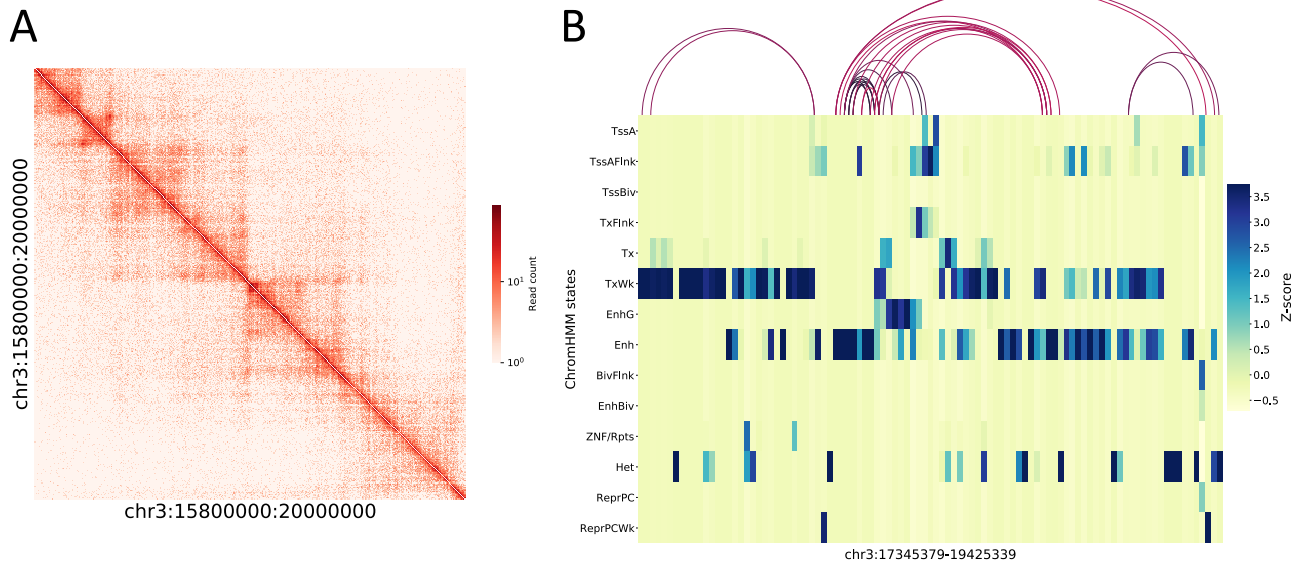 A
chr3:15800000:20000000
chr3:15800000:20000000
10¹
10⁰
Read count
B
ChromHMM states
TssA
TssAFlnk
TssBiv
TxFlnk
Tx
TxWk
EnhG
Enh
BivFlnk
EnhBiv
ZNF/Rpts
Het
ReprPC
ReprPCWk
chr3:17345379-19425339
3.5
3.0
2.5
2.0
1.5
1.0
0.5
0.0
−0.5
Z-score